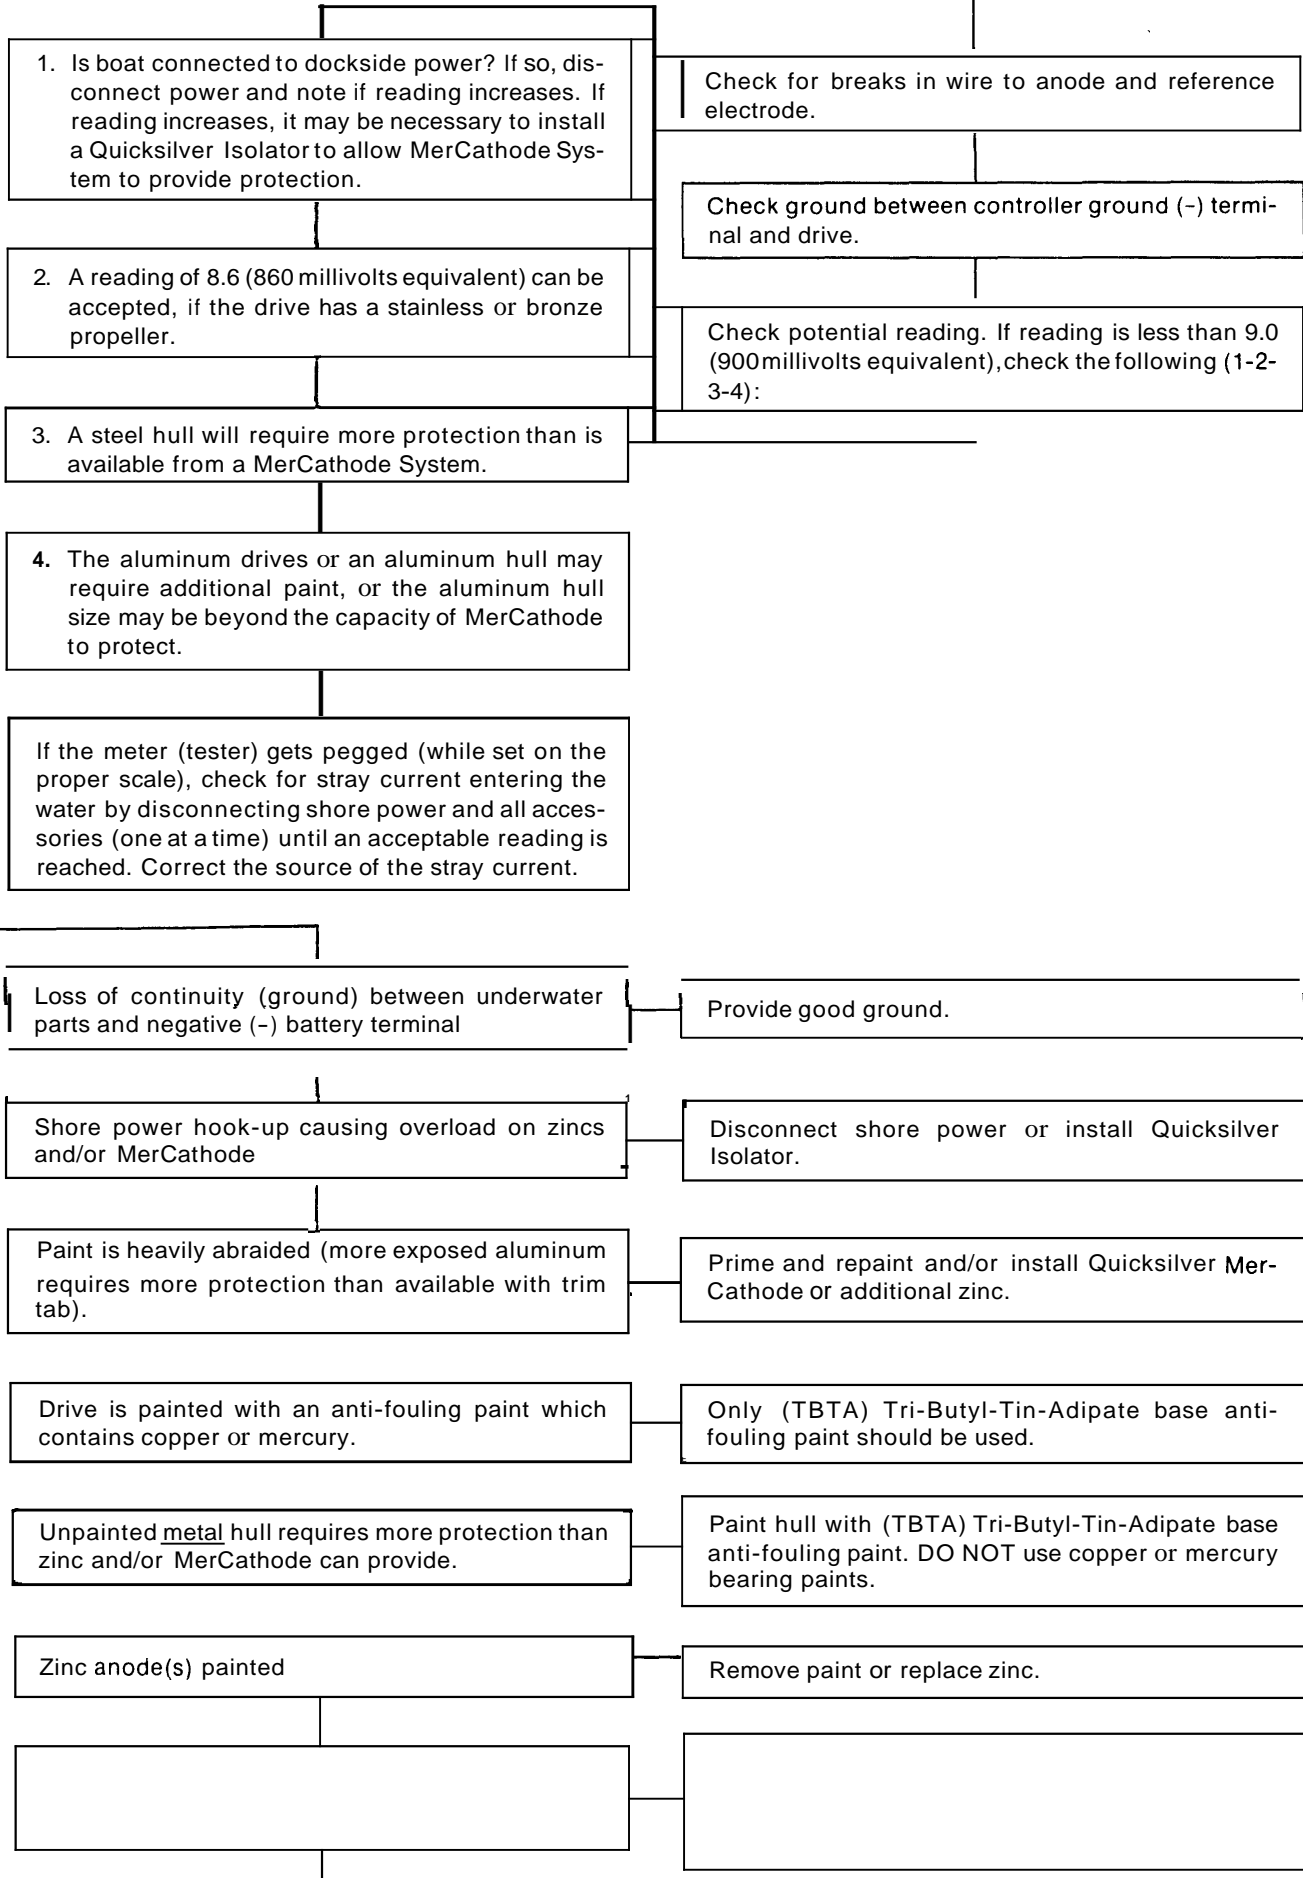 1. Is boat connected to dockside power? If so, dis-
connect power and note if reading increases. If
reading increases, it may be necessary to install
a Quicksilver Isolator to allow MerCathode Sys-
tem to provide protection.
2. A reading of 8.6 (860 millivolts equivalent) can be
accepted, if the drive has a stainless or bronze
propeller.
3. A steel hull will require more protection than is
available from a MerCathode System.
4. The aluminum drives or an aluminum hull may
require additional paint, or the aluminum hull
size may be beyond the capacity of MerCathode
to protect.
If the meter (tester) gets pegged (while set on the
proper scale), check for stray current entering the
water by disconnecting shore power and all acces-
sories (one at a time) until an acceptable reading is
reached. Correct the source of the stray current.
Check for breaks in wire to anode and reference
electrode.
Check ground between controller ground (-) termi-
nal and drive.
Check potential reading. If reading is less than 9.0
(900 millivolts equivalent), check the following (1-2-
3-4):
Loss of continuity (ground) between underwater
parts and negative (-) battery terminal
Provide good ground.
Shore power hook-up causing overload on zincs
and/or MerCathode
Disconnect shore power or install Quicksilver
Isolator.
Paint is heavily abraided (more exposed aluminum
requires more protection than available with trim
tab).
Prime and repaint and/or install Quicksilver Mer-
Cathode or additional zinc.
Drive is painted with an anti-fouling paint which
contains copper or mercury.
Only (TBTA) Tri-Butyl-Tin-Adipate base anti-
fouling paint should be used.
Unpainted metal hull requires more protection than
zinc and/or MerCathode can provide.
Paint hull with (TBTA) Tri-Butyl-Tin-Adipate base
anti-fouling paint. DO NOT use copper or mercury
bearing paints.
Zinc anode(s) painted
Remove paint or replace zinc.